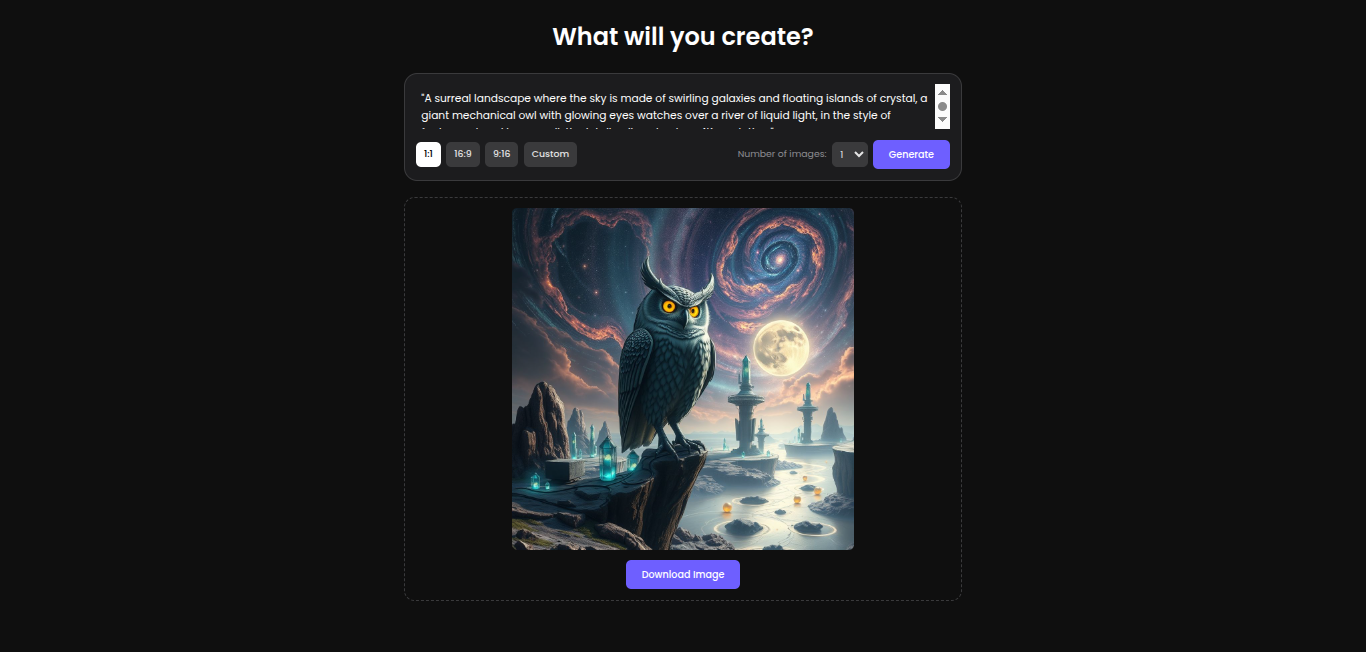 What will you create?
"A surreal landscape where the sky is made of swirling galaxies and floating islands of crystal, a
giant mechanical owl with glowing eyes watches over a river of liquid light, in the style of
1:1 16:9 9:16 Custom Number of images: 1 Generate
Download Image